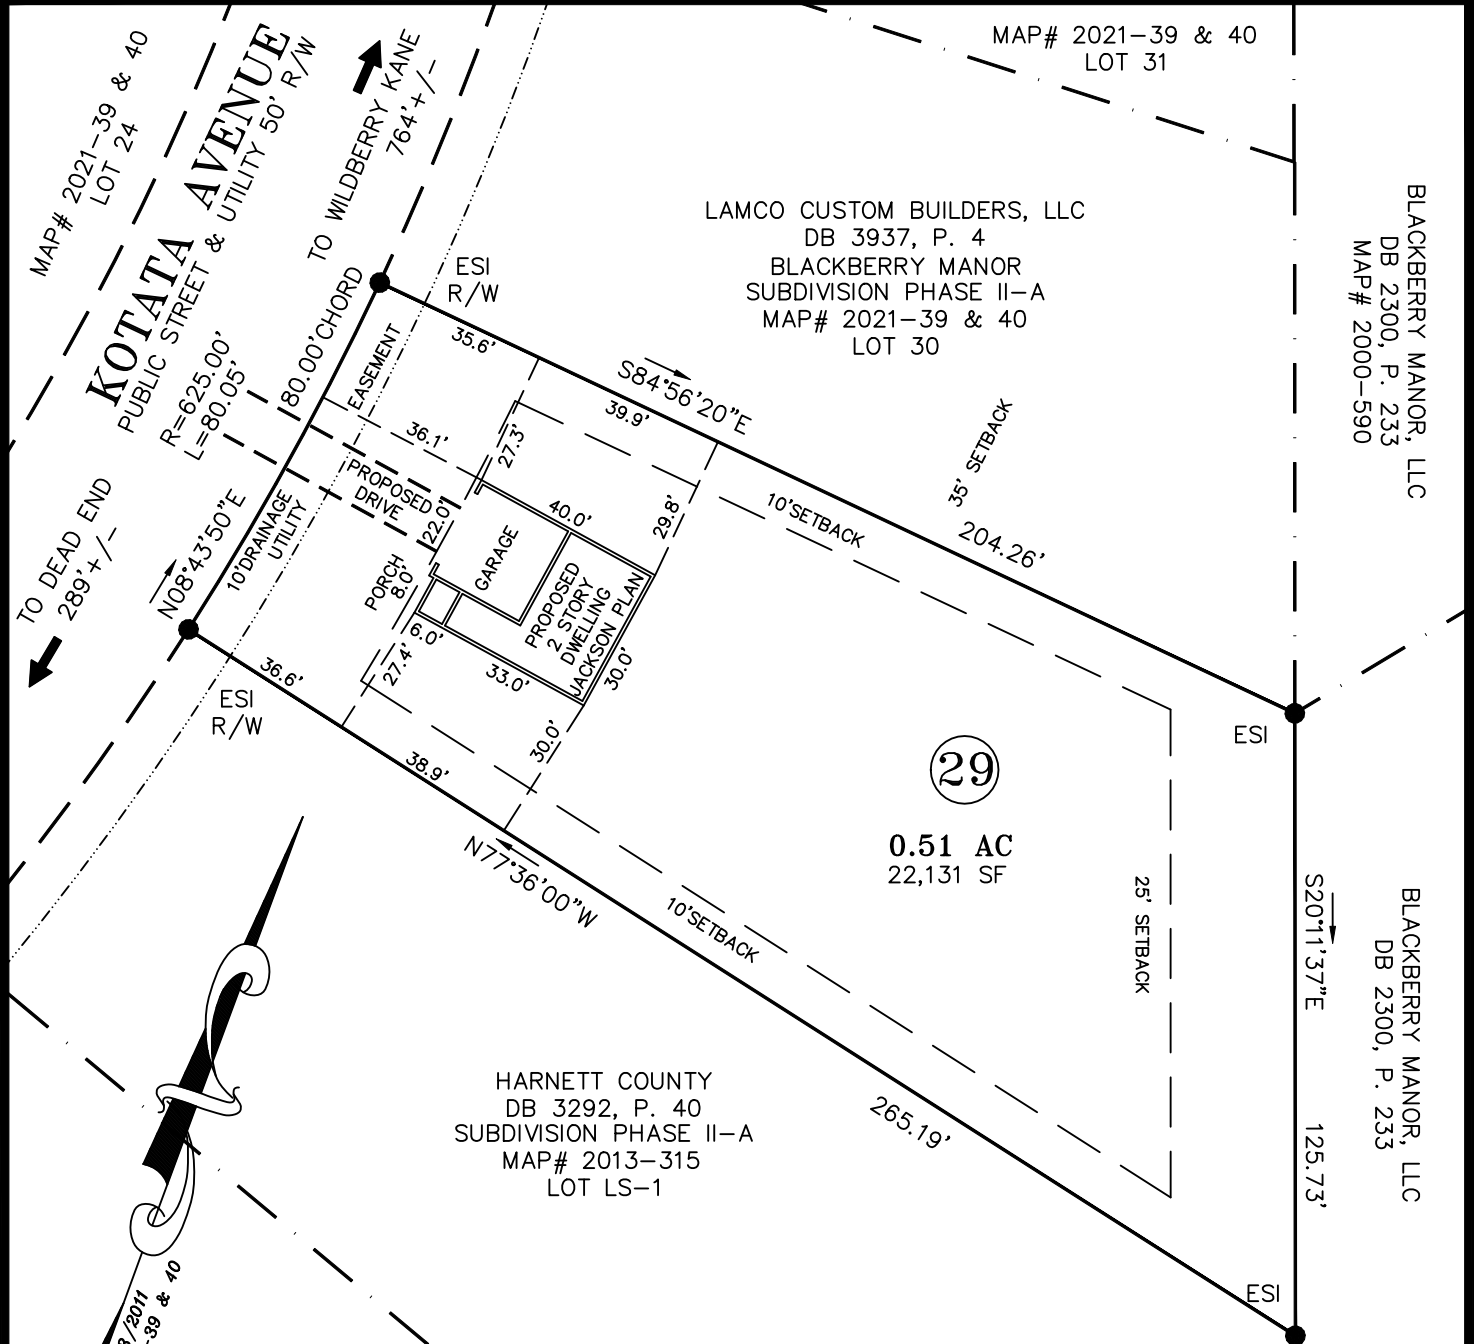 MAP# 2021-39 & 40
LOT 24
KOTATA AVENUE
PUBLIC STREET & UTILITY 50' R/W
TO WILDBERRY KANE
764'+/-
MAP# 2021-39 & 40
LOT 31
LAMCO CUSTOM BUILDERS, LLC
DB 3937, P. 4
BLACKBERRY MANOR
SUBDIVISION PHASE II-A
MAP# 2021-39 & 40
LOT 30
BLACKBERRY MANOR, LLC
DB 2300, P. 233
MAP# 2000-590
R=625.00'
L=80.05'
80.00'CHORD
ESI
R/W
EASEMENT
35.6'
S84°56'20"E
39.9'
204.26'
35' SETBACK
10'SETBACK
36.1'
27.3'
29.8'
PROPOSED
DRIVE
22.0'
40.0'
GARAGE
PORCH
8.0'
PROPOSED
2 STORY
DWELLING
JACKSON PLAN
6.0'
33.0'
30.0'
27.4'
30.0'
TO DEAD END
289'+/-
N08°43'50"E
10'DRAINAGE
UTILITY
36.6'
ESI
R/W
38.9'
N77°36'00"W
10'SETBACK
265.19'
29
0.51 AC
22,131 SF
25' SETBACK
ESI
S20°11'37"E
125.73'
BLACKBERRY MANOR, LLC
DB 2300, P. 233
ESI
HARNETT COUNTY
DB 3292, P. 40
SUBDIVISION PHASE II-A
MAP# 2013-315
LOT LS-1
/2011
-39 & 40